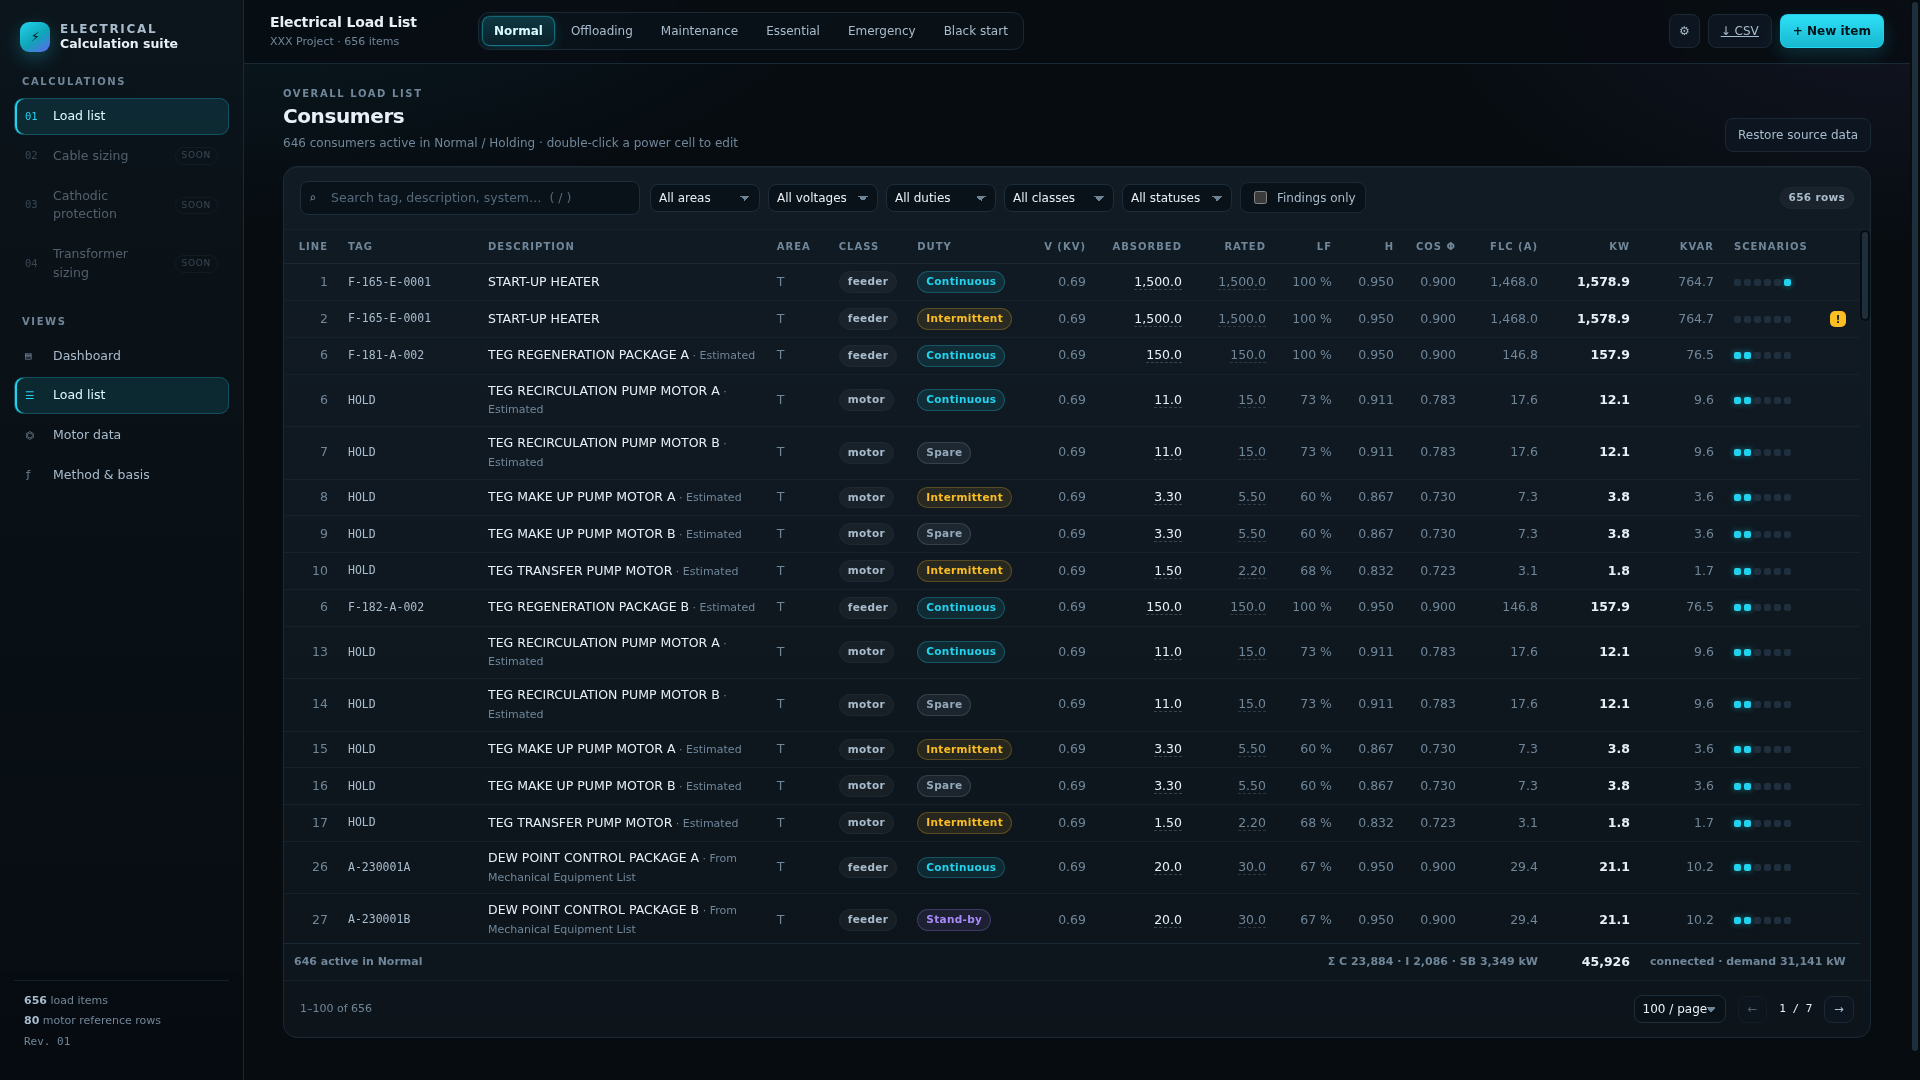 ELECTRICAL
Calculation suite
CALCULATIONS
01 Load list
02 Cable sizing SOON
03 Cathodic protection SOON
04 Transformer sizing SOON
VIEWS
Dashboard
Load list
Motor data
ƒ Method & basis
656 load items
80 motor reference rows
Rev. 01
Electrical Load List
XXX Project · 656 items
Normal Offloading Maintenance Essential Emergency Black start
⚙ ↓ CSV + New item
OVERALL LOAD LIST
Consumers
646 consumers active in Normal / Holding · double-click a power cell to edit
Restore source data
Search tag, description, system… ( / ) All areas All voltages All duties All classes All statuses Findings only 656 rows
LINE TAG DESCRIPTION AREA CLASS DUTY V (KV) ABSORBED RATED LF Η COS Φ FLC (A) KW KVAR SCENARIOS
1 F-165-E-0001 START-UP HEATER T feeder Continuous 0.69 1,500.0 1,500.0 100 % 0.950 0.900 1,468.0 1,578.9 764.7
2 F-165-E-0001 START-UP HEATER T feeder Intermittent 0.69 1,500.0 1,500.0 100 % 0.950 0.900 1,468.0 1,578.9 764.7 !
6 F-181-A-002 TEG REGENERATION PACKAGE A · Estimated T feeder Continuous 0.69 150.0 150.0 100 % 0.950 0.900 146.8 157.9 76.5
6 HOLD TEG RECIRCULATION PUMP MOTOR A · Estimated T motor Continuous 0.69 11.0 15.0 73 % 0.911 0.783 17.6 12.1 9.6
7 HOLD TEG RECIRCULATION PUMP MOTOR B · Estimated T motor Spare 0.69 11.0 15.0 73 % 0.911 0.783 17.6 12.1 9.6
8 HOLD TEG MAKE UP PUMP MOTOR A · Estimated T motor Intermittent 0.69 3.30 5.50 60 % 0.867 0.730 7.3 3.8 3.6
9 HOLD TEG MAKE UP PUMP MOTOR B · Estimated T motor Spare 0.69 3.30 5.50 60 % 0.867 0.730 7.3 3.8 3.6
10 HOLD TEG TRANSFER PUMP MOTOR · Estimated T motor Intermittent 0.69 1.50 2.20 68 % 0.832 0.723 3.1 1.8 1.7
6 F-182-A-002 TEG REGENERATION PACKAGE B · Estimated T feeder Continuous 0.69 150.0 150.0 100 % 0.950 0.900 146.8 157.9 76.5
13 HOLD TEG RECIRCULATION PUMP MOTOR A · Estimated T motor Continuous 0.69 11.0 15.0 73 % 0.911 0.783 17.6 12.1 9.6
14 HOLD TEG RECIRCULATION PUMP MOTOR B · Estimated T motor Spare 0.69 11.0 15.0 73 % 0.911 0.783 17.6 12.1 9.6
15 HOLD TEG MAKE UP PUMP MOTOR A · Estimated T motor Intermittent 0.69 3.30 5.50 60 % 0.867 0.730 7.3 3.8 3.6
16 HOLD TEG MAKE UP PUMP MOTOR B · Estimated T motor Spare 0.69 3.30 5.50 60 % 0.867 0.730 7.3 3.8 3.6
17 HOLD TEG TRANSFER PUMP MOTOR · Estimated T motor Intermittent 0.69 1.50 2.20 68 % 0.832 0.723 3.1 1.8 1.7
26 A-230001A DEW POINT CONTROL PACKAGE A · From Mechanical Equipment List T feeder Continuous 0.69 20.0 30.0 67 % 0.950 0.900 29.4 21.1 10.2
27 A-230001B DEW POINT CONTROL PACKAGE B · From Mechanical Equipment List T feeder Stand-by 0.69 20.0 30.0 67 % 0.950 0.900 29.4 21.1 10.2
646 active in Normal Σ C 23,884 · I 2,086 · SB 3,349 kW 45,926 connected · demand 31,141 kW
1–100 of 656 100 / page ← 1 / 7 →